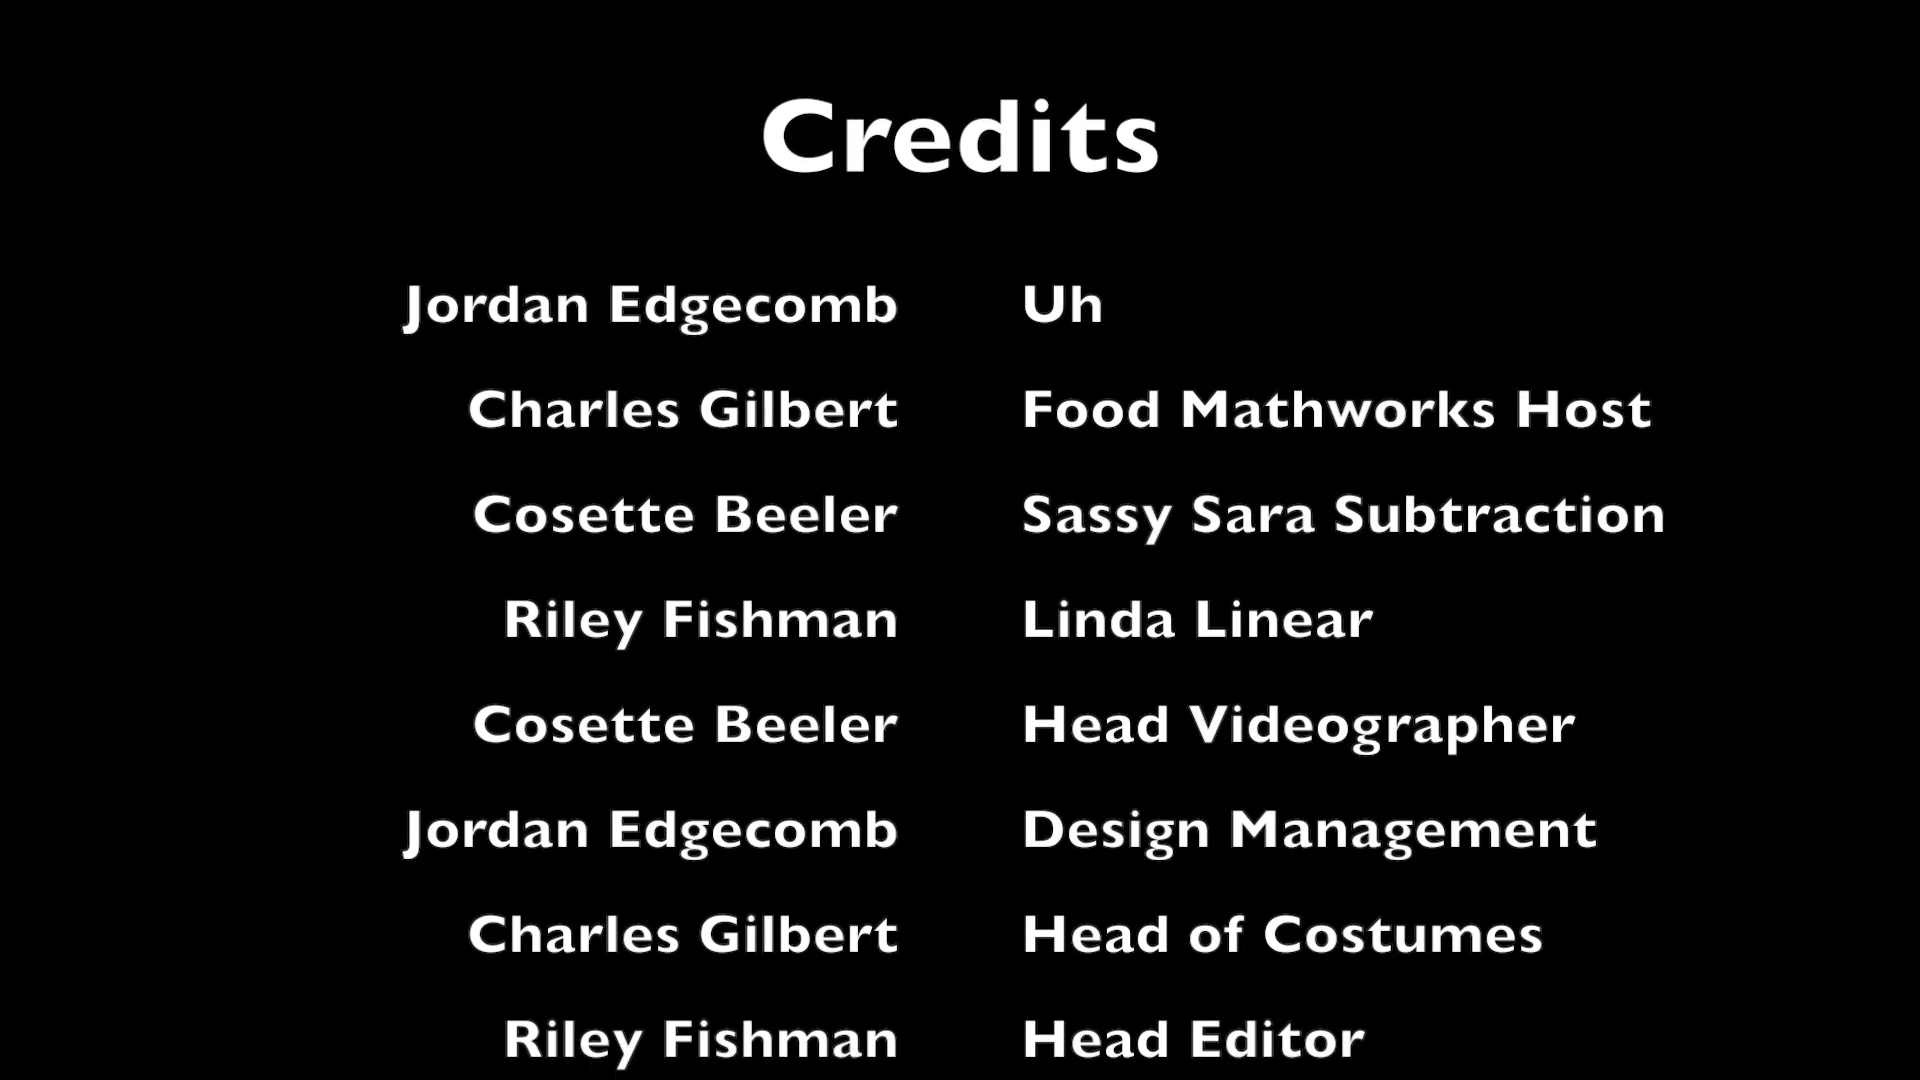 Credits
Jordan Edgecomb Uh
Charles Gilbert Food Mathworks Host
Cosette Beeler Sassy Sara Subtraction
Riley Fishman Linda Linear
Cosette Beeler Head Videographer
Jordan Edgecomb Design Management
Charles Gilbert Head of Costumes
Riley Fishman Head Editor